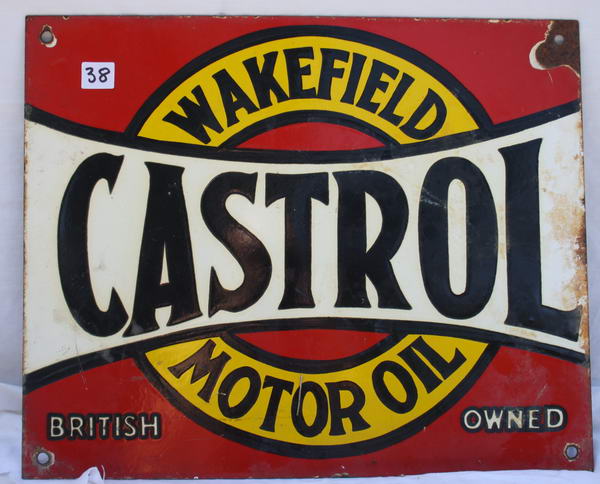 38
WAKEFIELD
CASTROL
MOTOR OIL
BRITISH OWNED